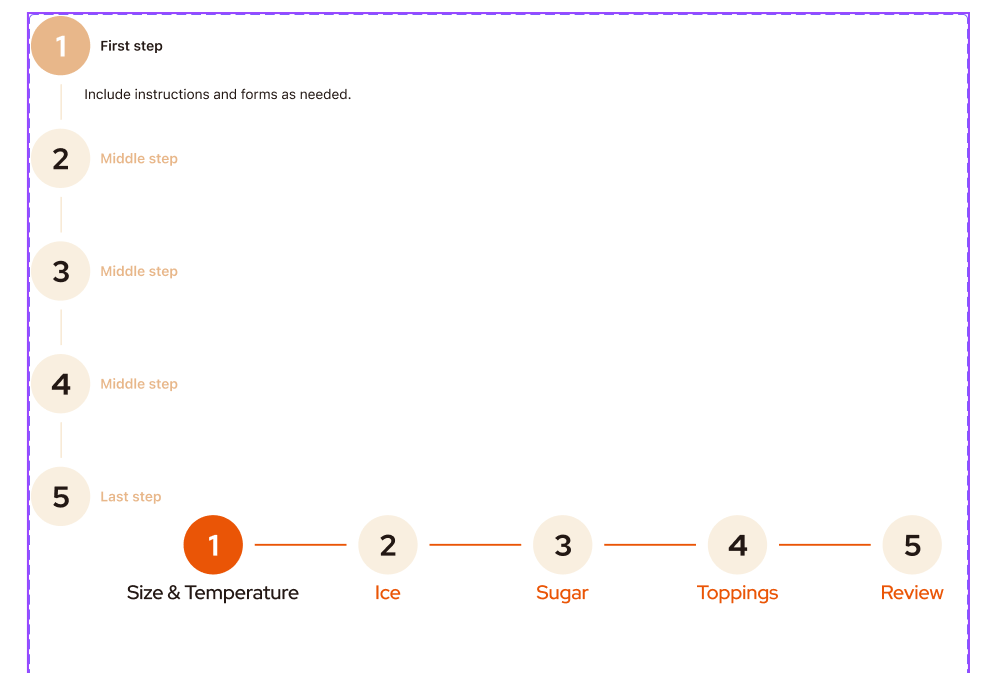 1 First step
Include instructions and forms as needed.
2 Middle step
3 Middle step
4 Middle step
5 Last step
1 2 3 4 5
Size & Temperature Ice Sugar Toppings Review